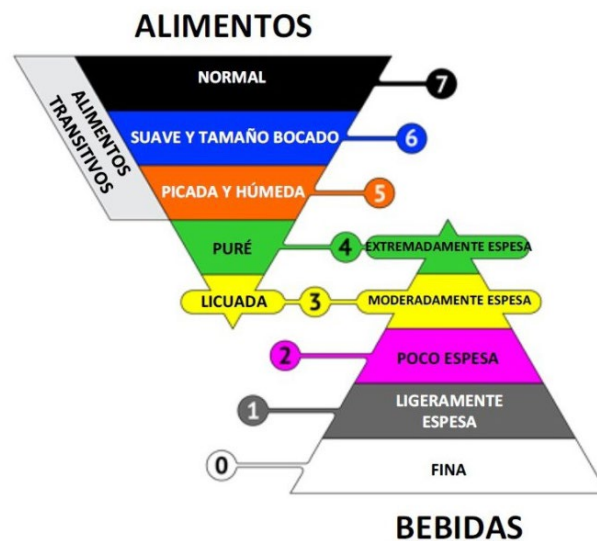 ALIMENTOS
ALIMENTOS
TRANSITIVOS
NORMAL
7
SUAVE Y TAMAÑO BOCADO
6
PICADA Y HÚMEDA
5
PURÉ
4
EXTREMADAMENTE ESPESA
LICUADA
3
MODERADAMENTE ESPESA
2
POCO ESPESA
1
LIGERAMENTE
ESPESA
0
FINA
BEBIDAS